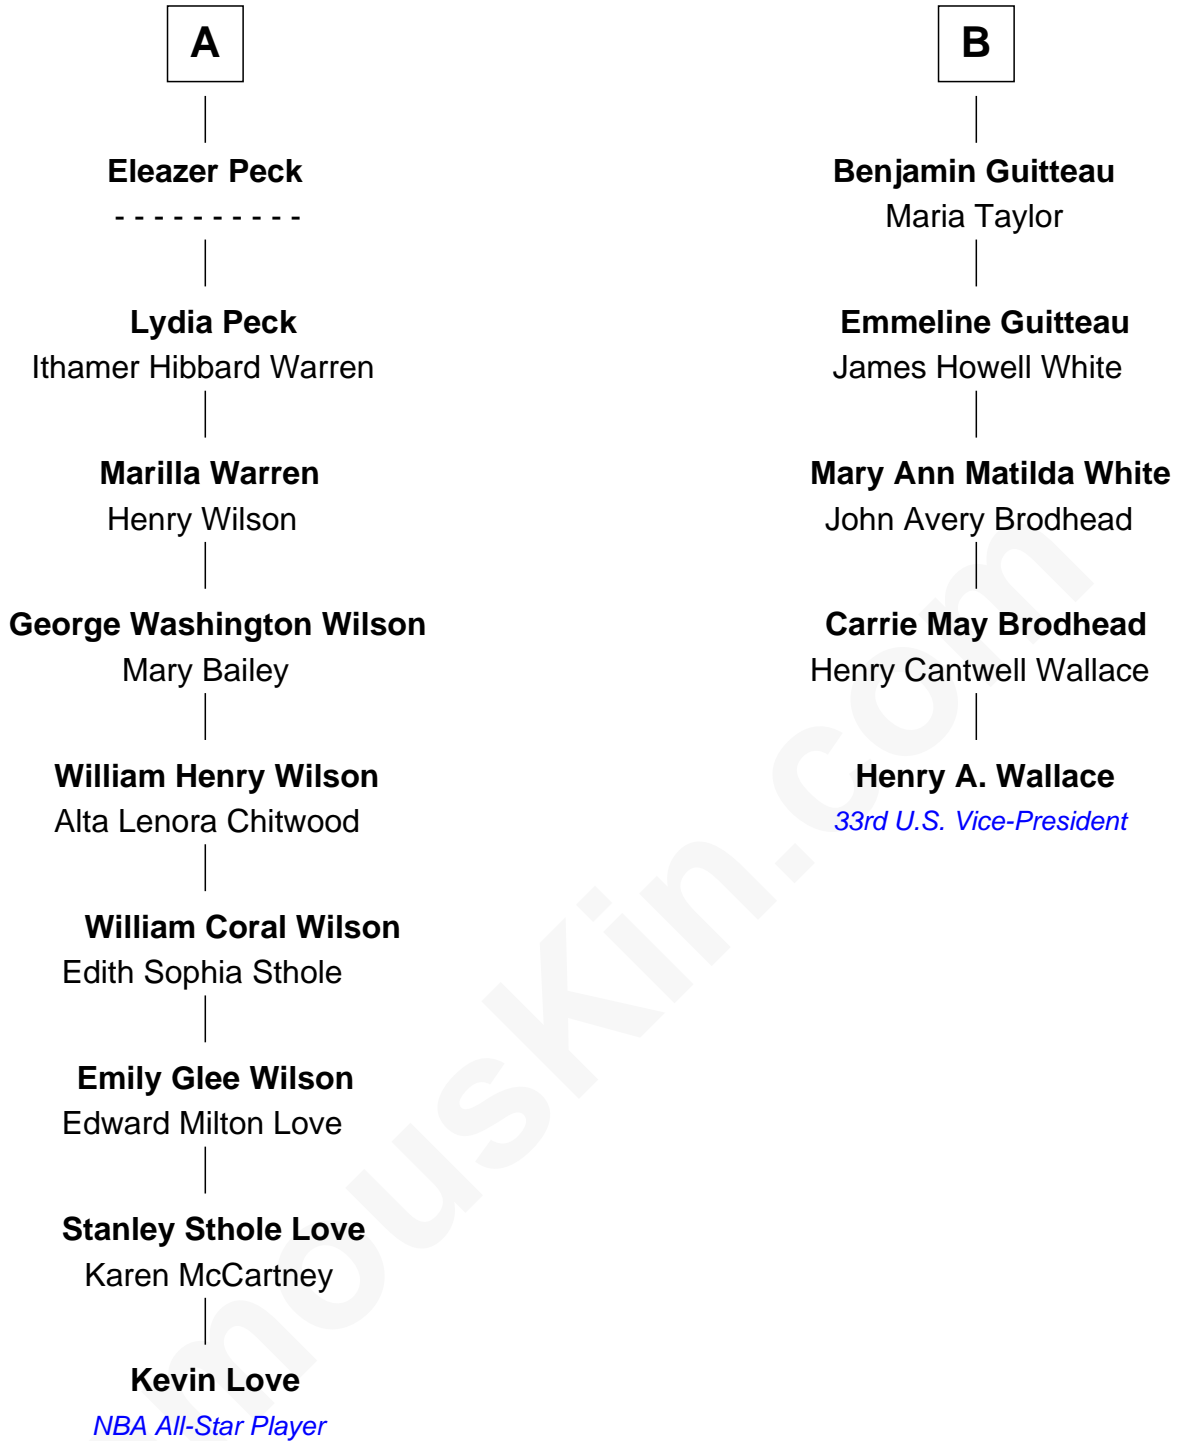 A
Eleazer Peck
- - - - - - - - - -
Lydia Peck
Ithamer Hibbard Warren
Marilla Warren
Henry Wilson
George Washington Wilson
Mary Bailey
William Henry Wilson
Alta Lenora Chitwood
William Coral Wilson
Edith Sophia Sthole
Emily Glee Wilson
Edward Milton Love
Stanley Sthole Love
Karen McCartney
Kevin Love
NBA All-Star Player
B
Benjamin Guitteau
Maria Taylor
Emmeline Guitteau
James Howell White
Mary Ann Matilda White
John Avery Brodhead
Carrie May Brodhead
Henry Cantwell Wallace
Henry A. Wallace
33rd U.S. Vice-President
mousKin.com